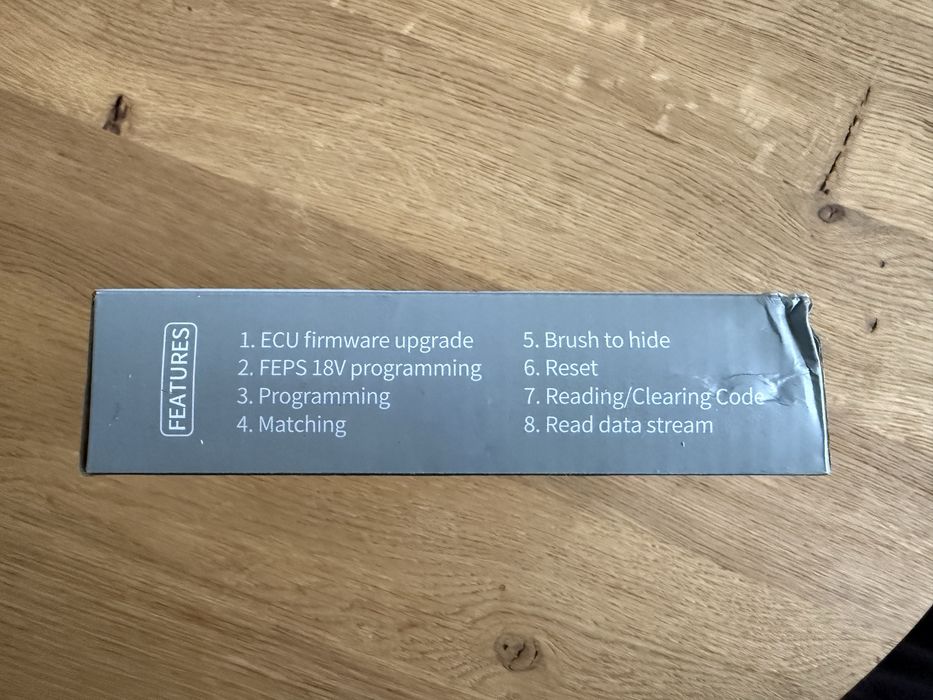 FEATURES
1. ECU firmware upgrade
2. FEPS 18V programming
3. Programming
4. Matching
5. Brush to hide
6. Reset
7. Reading/Clearing Code
8. Read data stream